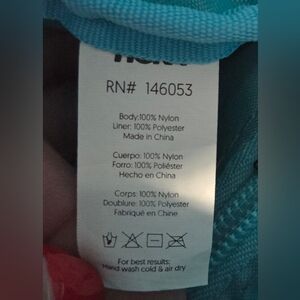 RN# 146053
Body:100% Nylon
Liner: 100% Polyester
Made in China
Cuerpo: 100% Nylon
Forro: 100% Poliéster
Hecho en China
Corps: 100% Nylon
Doublure: 100% Polyester
Fabriqué en Chine
For best results:
Hand wash cold & air dry